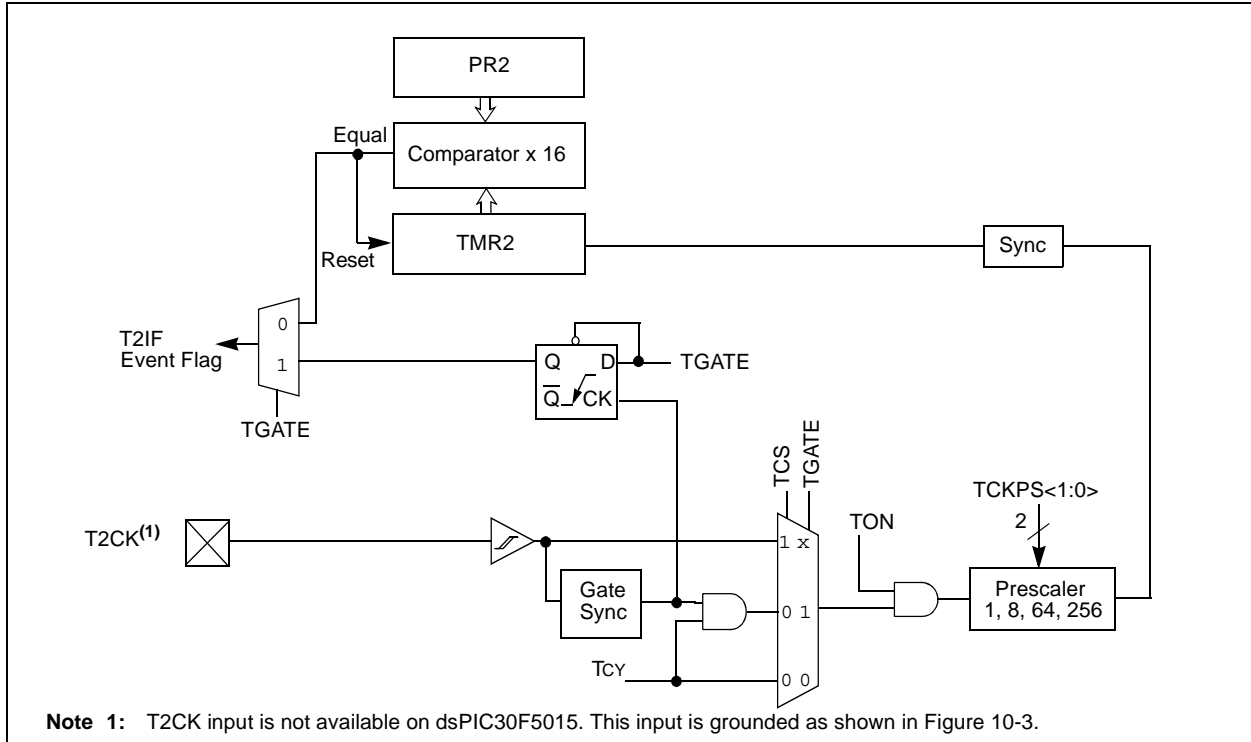 PR2
Equal
Comparator x 16
TMR2
Sync
Reset
0
T2IF
Event Flag
1
Q
D
TGATE
Q
CK
TGATE
TCS
TGATE
TCKPS<1:0>
2
TON
T2CK(1)
1 x
Prescaler
1, 8, 64, 256
Gate
Sync
0 1
TCY
0 0
Note 1: T2CK input is not available on dsPIC30F5015. This input is grounded as shown in Figure 10-3.